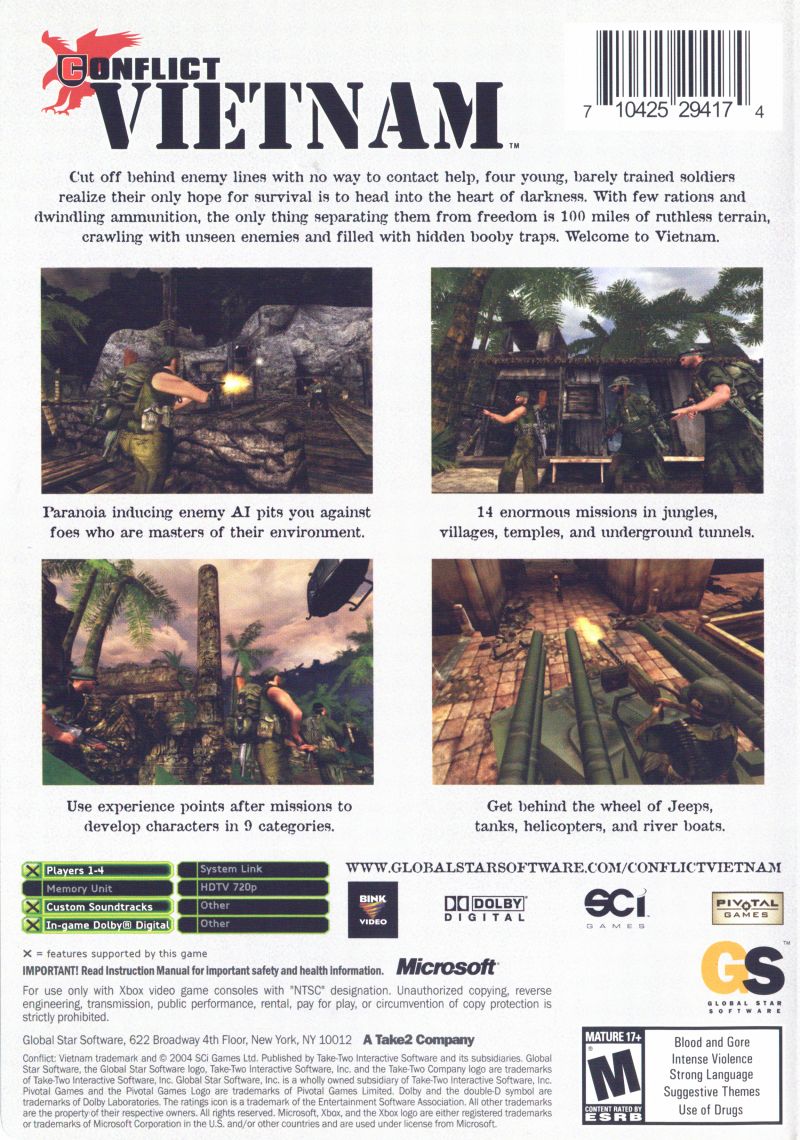 CONFLICT
VIETNAM™
7 10425 29417 4
Cut off behind enemy lines with no way to contact help, four young, barely trained soldiers
realize their only hope for survival is to head into the heart of darkness. With few rations and
dwindling ammunition, the only thing separating them from freedom is 100 miles of ruthless terrain,
crawling with unseen enemies and filled with hidden booby traps. Welcome to Vietnam.
Paranoia inducing enemy AI pits you against
foes who are masters of their environment.
14 enormous missions in jungles,
villages, temples, and underground tunnels.
Use experience points after missions to
develop characters in 9 categories.
Get behind the wheel of Jeeps,
tanks, helicopters, and river boats.
X Players 1-4
Memory Unit
X Custom Soundtracks
X In-game Dolby® Digital
System Link
HDTV 720p
Other
Other
WWW.GLOBALSTARSOFTWARE.COM/CONFLICTVIETNAM
BINK
VIDEO
DOLBY®
DIGITAL
SCi™
GAMES
PIVOTAL
GAMES
X = features supported by this game
IMPORTANT! Read Instruction Manual for important safety and health information.
Microsoft®
For use only with Xbox video game consoles with "NTSC" designation. Unauthorized copying, reverse
engineering, transmission, public performance, rental, pay for play, or circumvention of copy protection is
strictly prohibited.
GS™
GLOBAL STAR
SOFTWARE
Global Star Software, 622 Broadway 4th Floor, New York, NY 10012 A Take2 Company
Conflict: Vietnam trademark and © 2004 SCi Games Ltd. Published by Take-Two Interactive Software and its subsidiaries. Global
Star Software, the Global Star Software logo, Take-Two Interactive Software, Inc. and the Take-Two Company logo are trademarks
of Take-Two Interactive Software, Inc. Global Star Software, Inc. is a wholly owned subsidiary of Take-Two Interactive Software, Inc.
Pivotal Games and the Pivotal Games Logo are trademarks of Pivotal Games Limited. Dolby and the double-D symbol are
trademarks of Dolby Laboratories. The ratings icon is a trademark of the Entertainment Software Association. All other trademarks
are the property of their respective owners. All rights reserved. Microsoft, Xbox, and the Xbox logo are either registered trademarks
or trademarks of Microsoft Corporation in the U.S. and/or other countries and are used under license from Microsoft.
MATURE 17+
M®
CONTENT RATED BY
ESRB
Blood and Gore
Intense Violence
Strong Language
Suggestive Themes
Use of Drugs